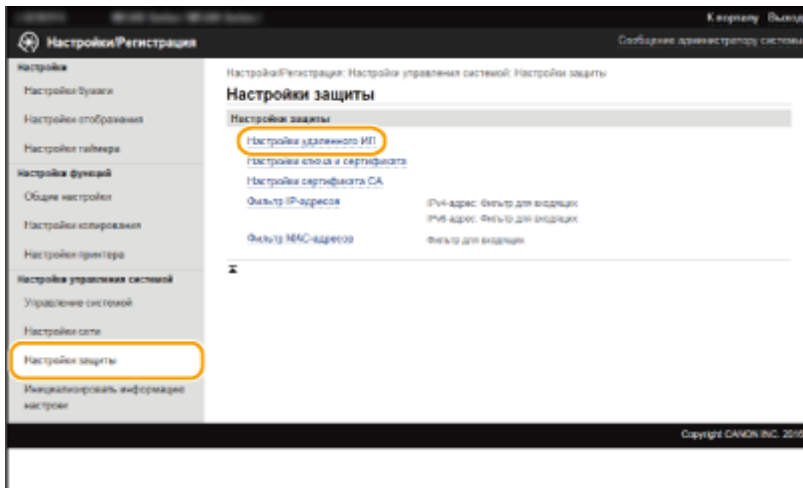 К порталу Выход
Настройки/Регистрация
Сообщение администратору системы
Настройки
Настройки бумаги
Настройки отображения
Настройки таймера
Настройки функций
Общие настройки
Настройки копирования
Настройки принтера
Настройки управления системой
Управление системой
Настройки сети
Настройки защиты
Инициализировать информацию
настроек
Настройки/Регистрация: Настройки управления системой: Настройки защиты
Настройки защиты
Настройки защиты
Настройки удаленного ИП
Настройки ключа и сертификата
Настройки сертификата CA
Фильтр IP-адресов
IPv4-адрес: Фильтр для входящих
IPv6-адрес: Фильтр для входящих
Фильтр MAC-адресов
Фильтр для входящих
Copyright CANON INC. 2016